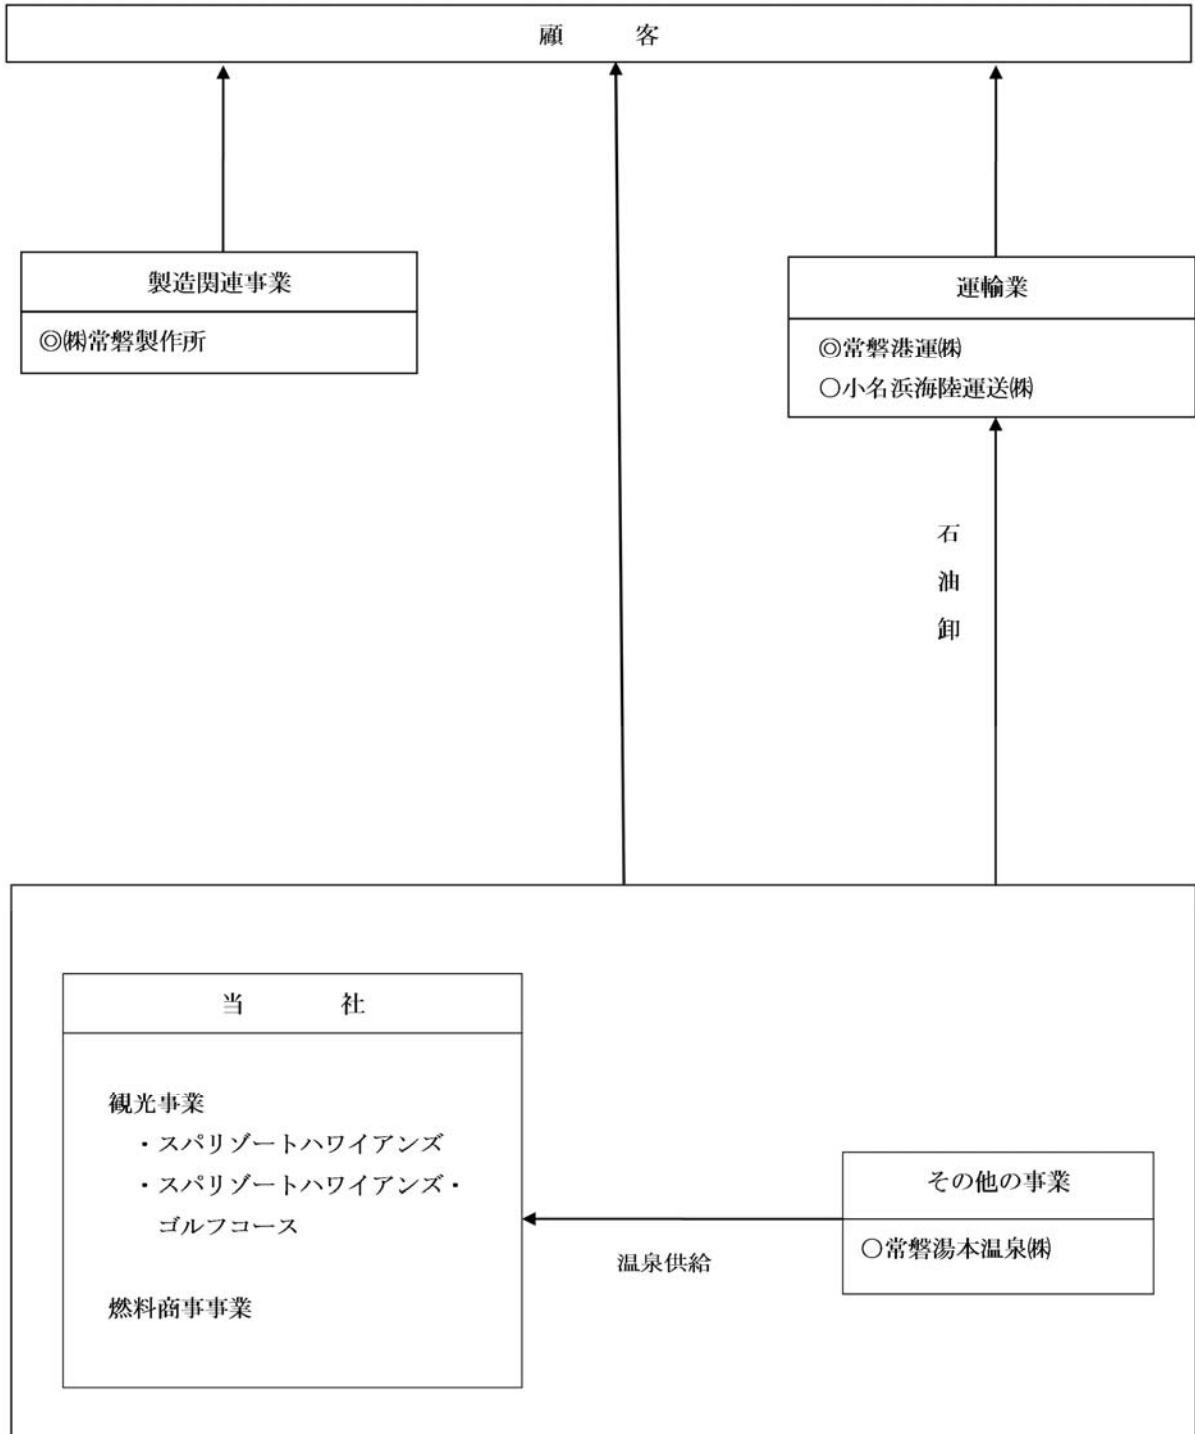 顧客
製造関連事業
◎㈱常磐製作所
運輸業
◎常磐港運㈱
○小名浜海陸運送㈱
石油卸
当社
観光事業
・スパリゾートハワイアンズ
・スパリゾートハワイアンズ・
ゴルフコース
燃料商事事業
温泉供給
その他の事業
○常磐湯本温泉㈱